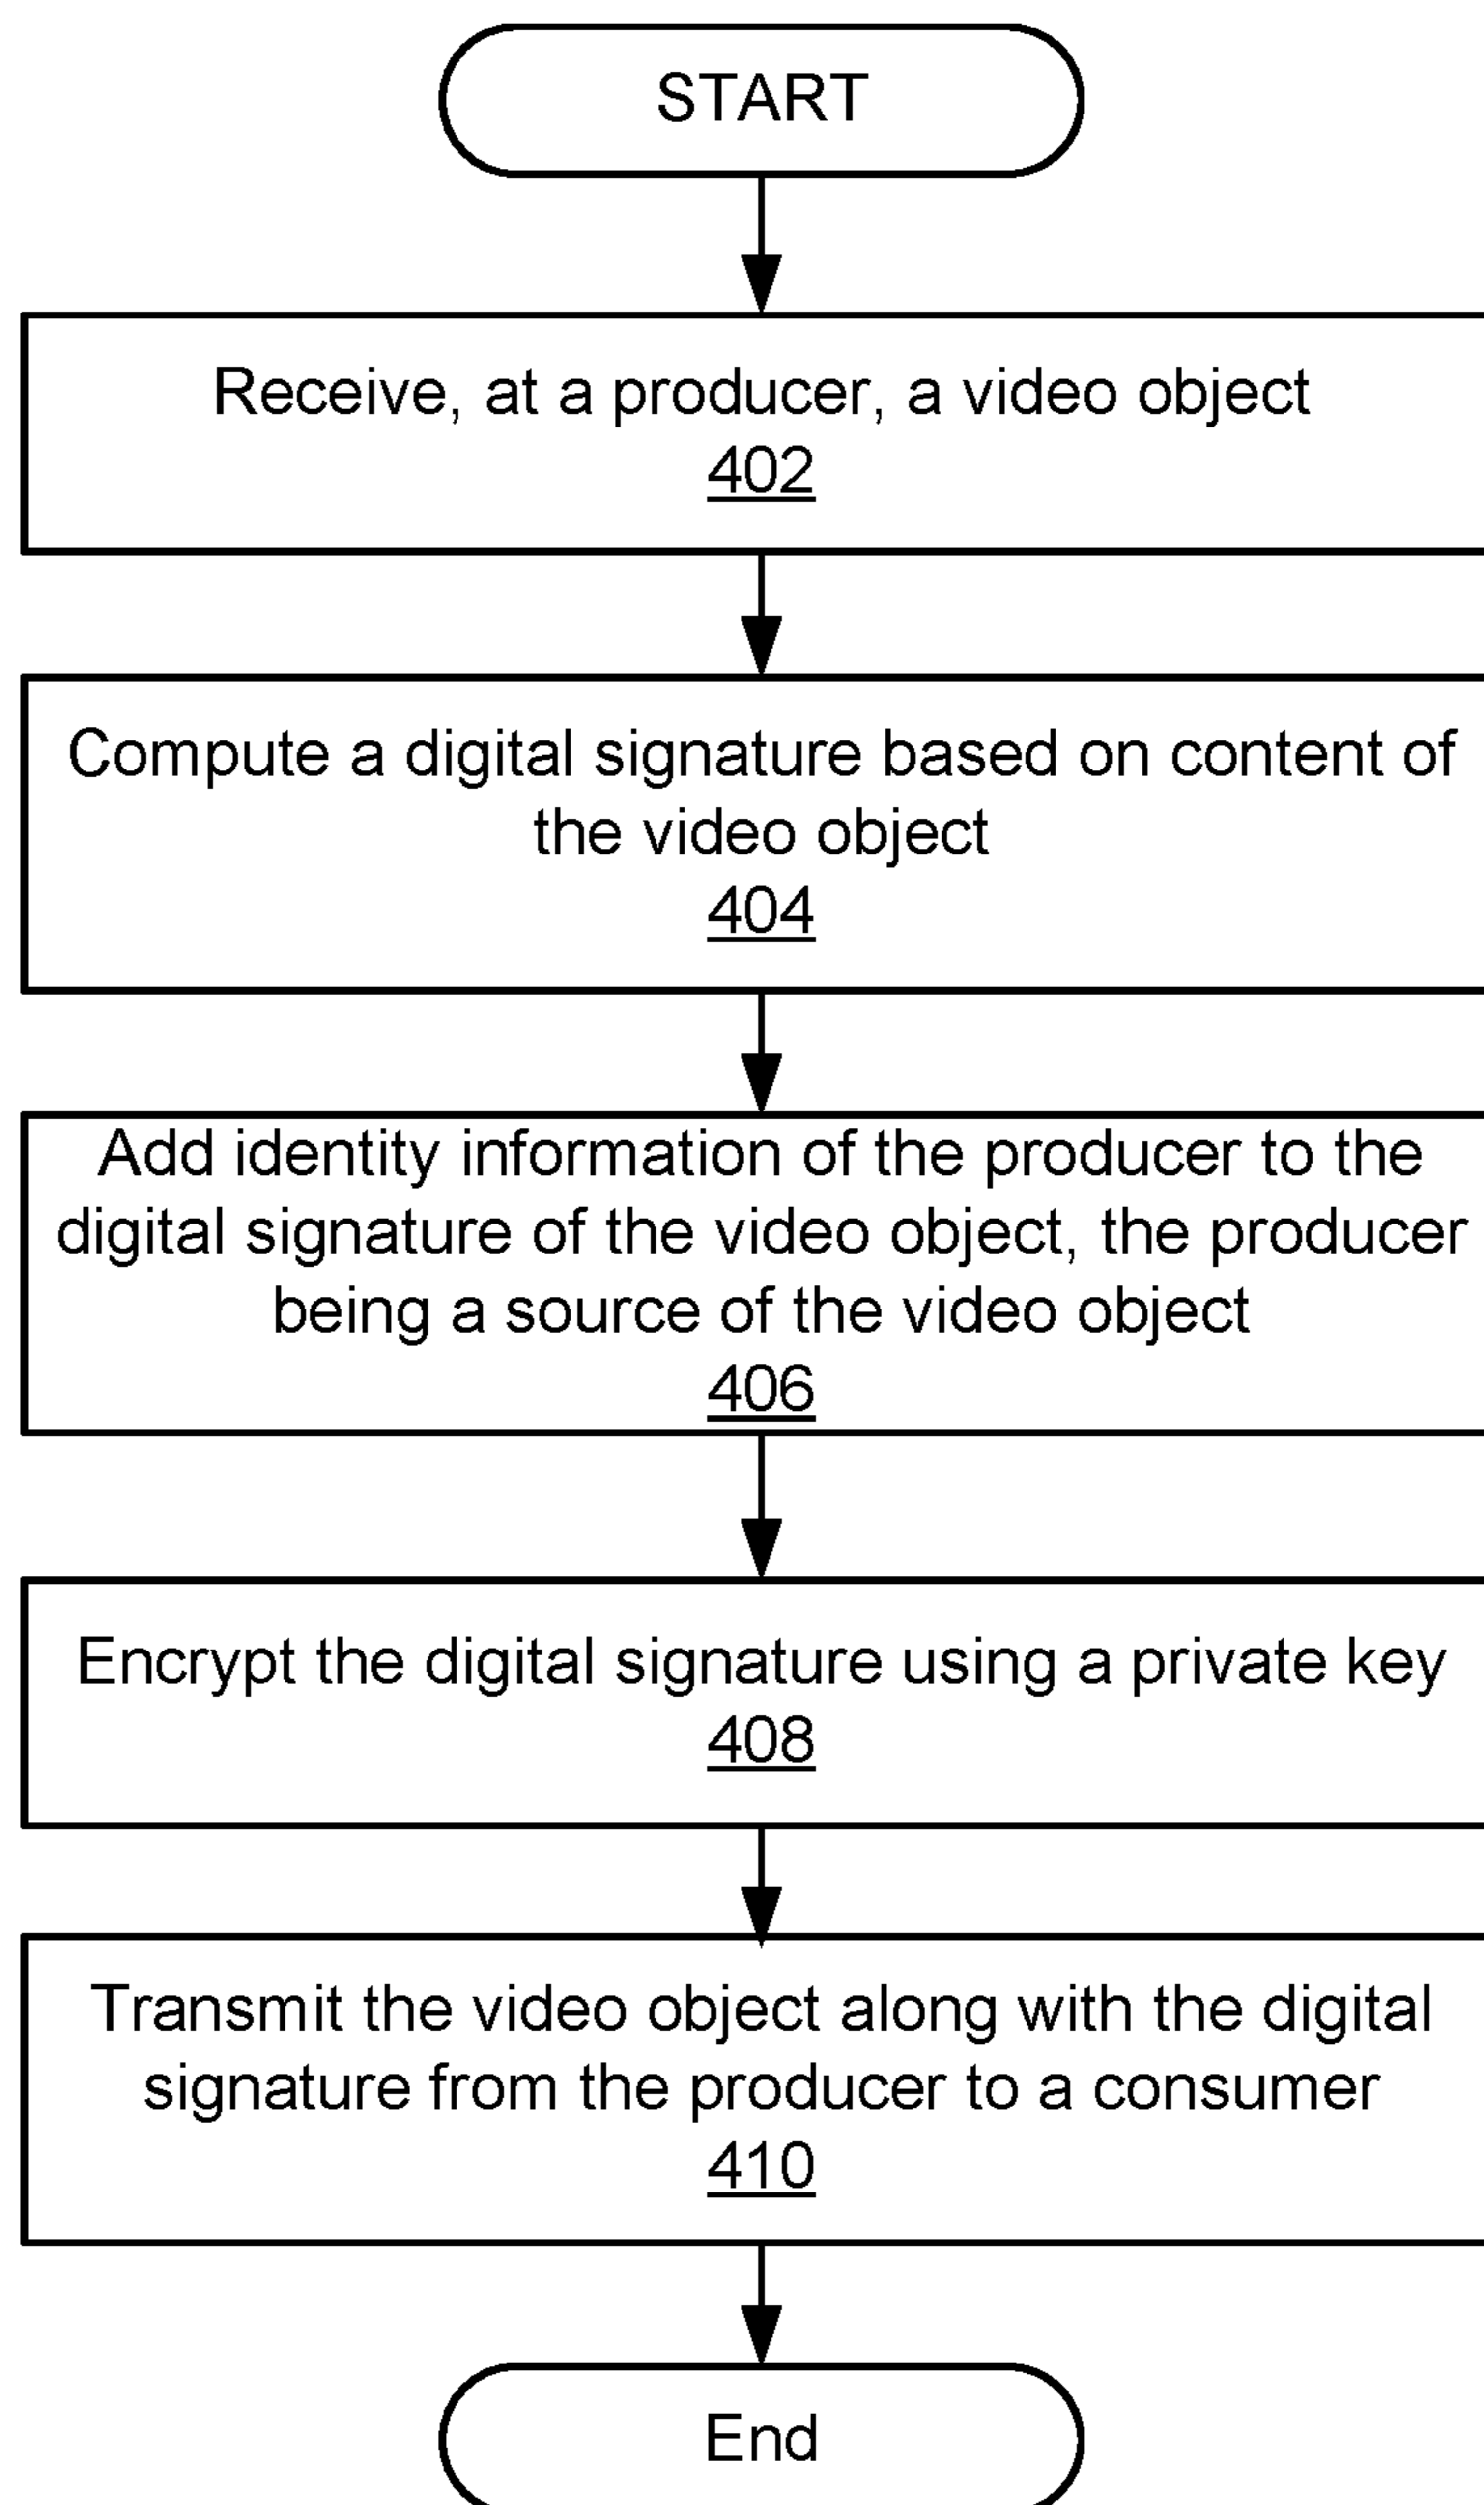 START
Receive, at a producer, a video object
402
Compute a digital signature based on content of
the video object
404
Add identity information of the producer to the
digital signature of the video object, the producer
being a source of the video object
406
Encrypt the digital signature using a private key
408
Transmit the video object along with the digital
signature from the producer to a consumer
410
End